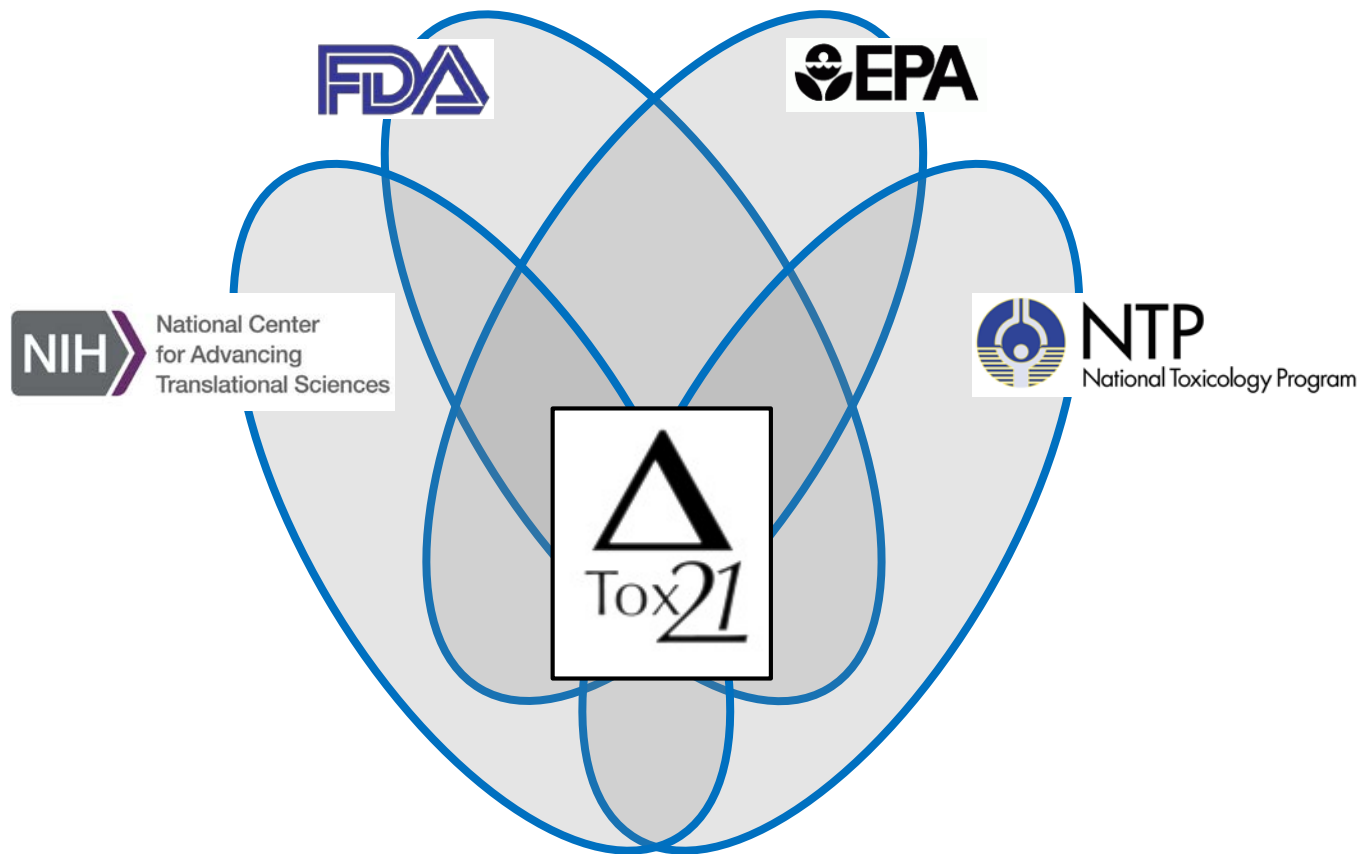 FDA
EPA
NIH
National Center
for Advancing
Translational Sciences
NTP
National Toxicology Program
Tox21